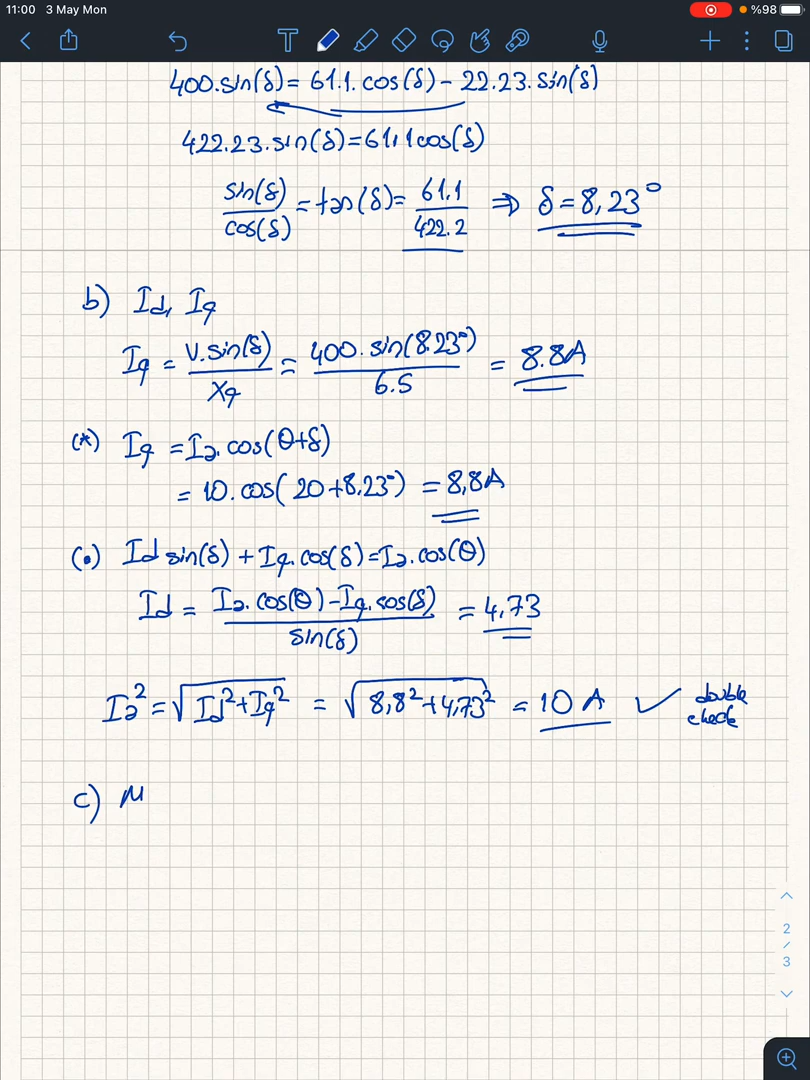 11:00 3 May Mon %98
T
400.sin(δ) = 61.1.cos(δ) - 22.23.sin(δ)
422.23.sin(δ)=61,1cos(δ)
sin(δ)/cos(δ) = tan(δ) = 61.1/422.2 ⇒ δ=8,23°
b) Id, Iq
Iq = V.sin(δ)/Xq = 400.sin(8.23°)/6.5 = 8.8A
(*) Iq = Ia.cos(θ+δ)
= 10.cos(20+8.23°) = 8,8A
(•) Id sin(δ) + Iq.cos(δ)=Ia.cos(θ)
Id = Ia.cos(θ)-Iq.cos(δ)/sin(δ) = 4,73
Ia² = √Id²+Iq² = √8,8²+4,73² = 10 A ✓ double check
c) M
2
/
3